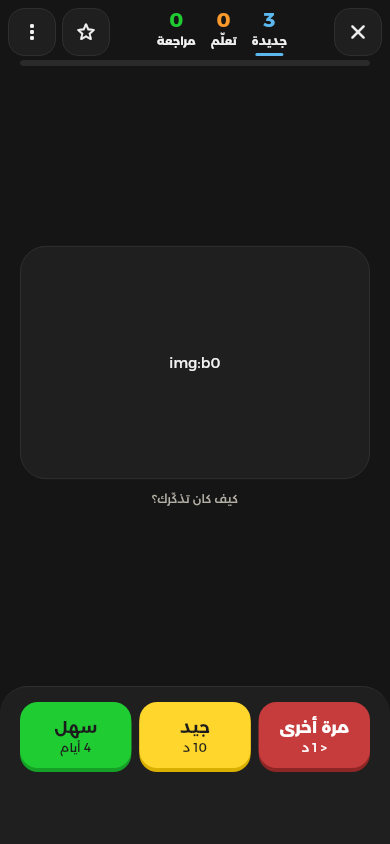 3 0 0
جديدة تعلّم مراجعة
img:b0
كيف كان تذكّرك؟
مرة أخرى جيد سهل
< 1 د 10 د 4 أيام